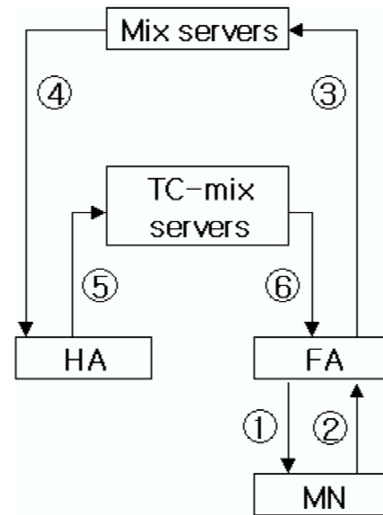 Mix servers
④
③
TC-mix
servers
⑤
⑥
HA
FA
①
②
MN